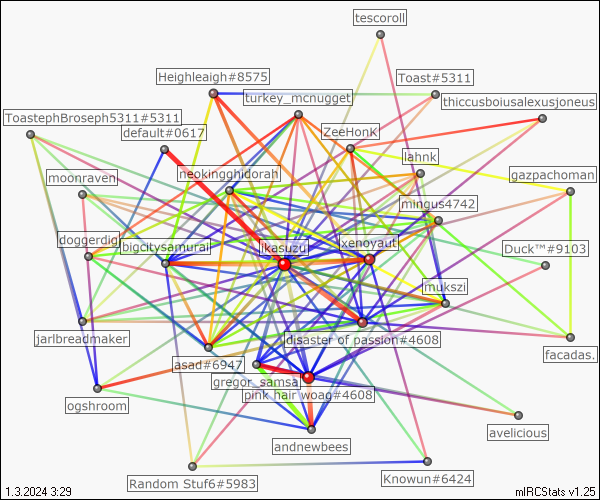 tescoroll
Heighleaigh#8575
Toast#5311
turkey_mcnugget
thiccusboiusalexusjoneus
ToastephBroseph5311#5311
default#0617
ZeeHonK
lahnk
moonraven
neokingghidorah
gazpachoman
mingus4742
doggerdig
bigcitysamurai
ikasuzu
xenoyaut
Duck™#9103
mukszi
jarlbreadmaker
disaster of passion#4608
facadas.
asad#6947
gregor_samsa
pink hair woag#4608
ogshroom
avelicious
andnewbees
Random Stuf6#5983
Knowun#6424
1.3.2024 3:29
mIRCStats v1.25